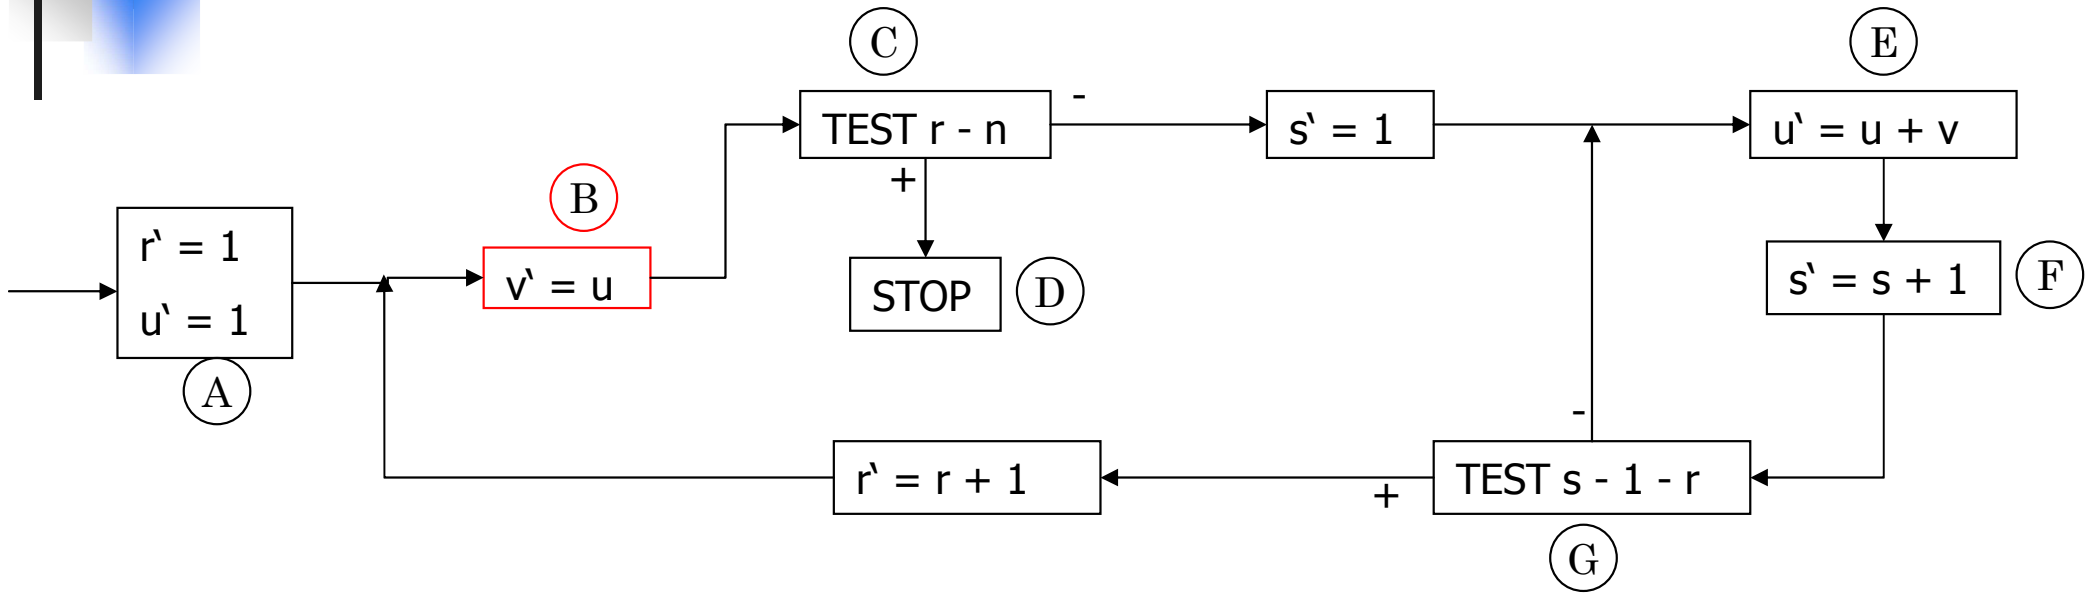 C
E
TEST r - n
-
s‘ = 1
u‘ = u + v
+
B
r‘ = 1
u‘ = 1
v‘ = u
STOP
D
s‘ = s + 1
F
A
-
r‘ = r + 1
+
TEST s - 1 - r
G